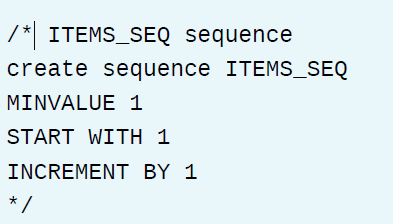 /* ITEMS_SEQ sequence
create sequence ITEMS_SEQ
MINVALUE 1
START WITH 1
INCREMENT BY 1
*/